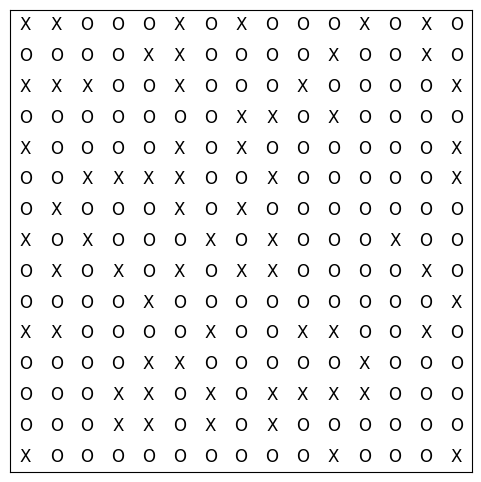 X X O O O X O X O O O X O X O
O O O O X X O O O O X O O X O
X X X O O X O O O X O O O O X
O O O O O O O X X O X O O O O
X O O O O X O X O O O O O O X
O O X X X X O O X O O O O O X
O X O O O X O X O O O O O O O
X O X O O O X O X O O O X O O
O X O X O X O X X O O O O X O
O O O O X O O O O O O O O O X
X X O O O O X O O X X O O X O
O O O O X X O O O O O X O O O
O O O X X O X O X X X X O O O
O O O X X O X O X O O O O O O
X O O O O O O O O O X O O O X